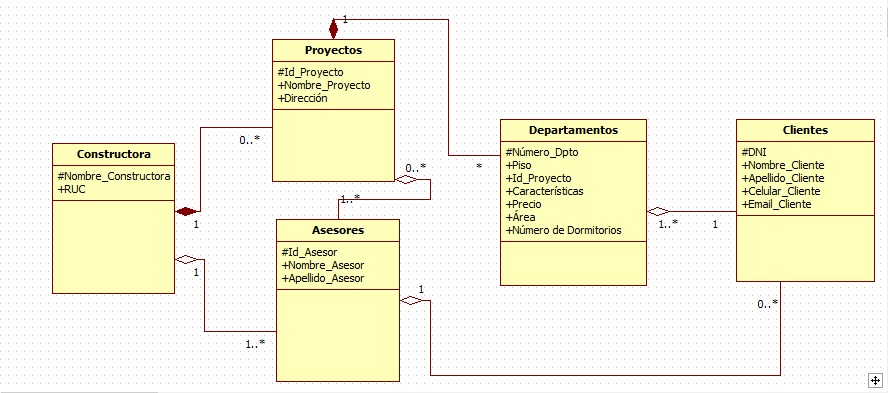 Proyectos
#Id_Proyecto
+Nombre_Proyecto
+Dirección
1
0..*
0..*
*
Constructora
#Nombre_Constructora
+RUC
1
1
1..*
1..*
Asesores
#Id_Asesor
+Nombre_Asesor
+Apellido_Asesor
1
Departamentos
#Número_Dpto
+Piso
+Id_Proyecto
+Características
+Precio
+Área
+Número de Dormitorios
1..*
1
Clientes
#DNI
+Nombre_Cliente
+Apellido_Cliente
+Celular_Cliente
+Email_Cliente
0..*